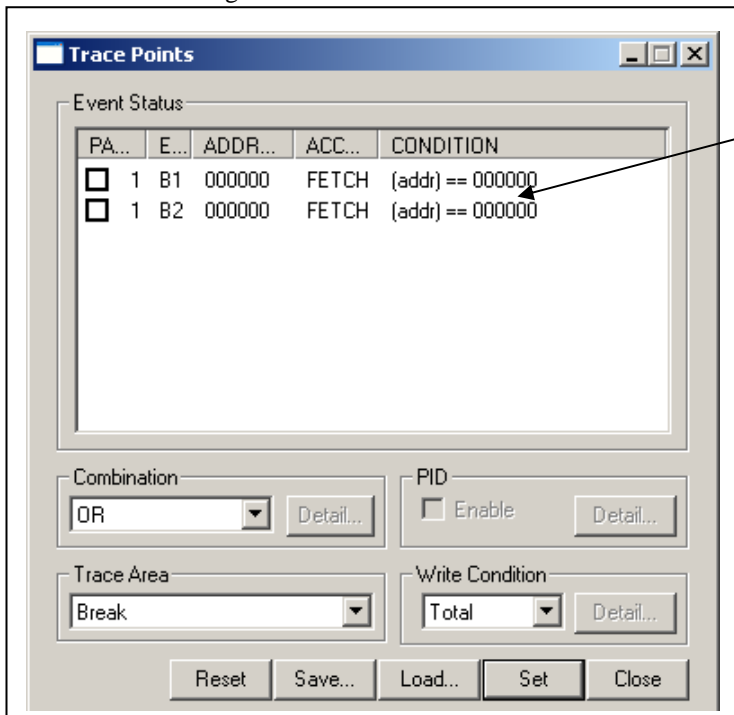 Trace Points
Event Status
PA... E... ADDR... ACC... CONDITION
1 B1 000000 FETCH (addr) == 000000
1 B2 000000 FETCH (addr) == 000000
Combination
PID
OR Detail... Enable Detail...
Trace Area
Write Condition
Break Total Detail...
Reset Save... Load... Set Close